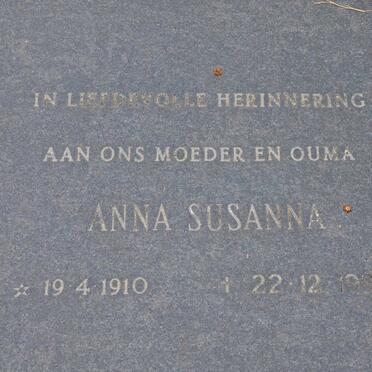 IN LIEFDEVOLLE HERINNERING
AAN ONS MOEDER EN OUMA
ANNA SUSANNA
☆ 19·4·1910 † 22·12